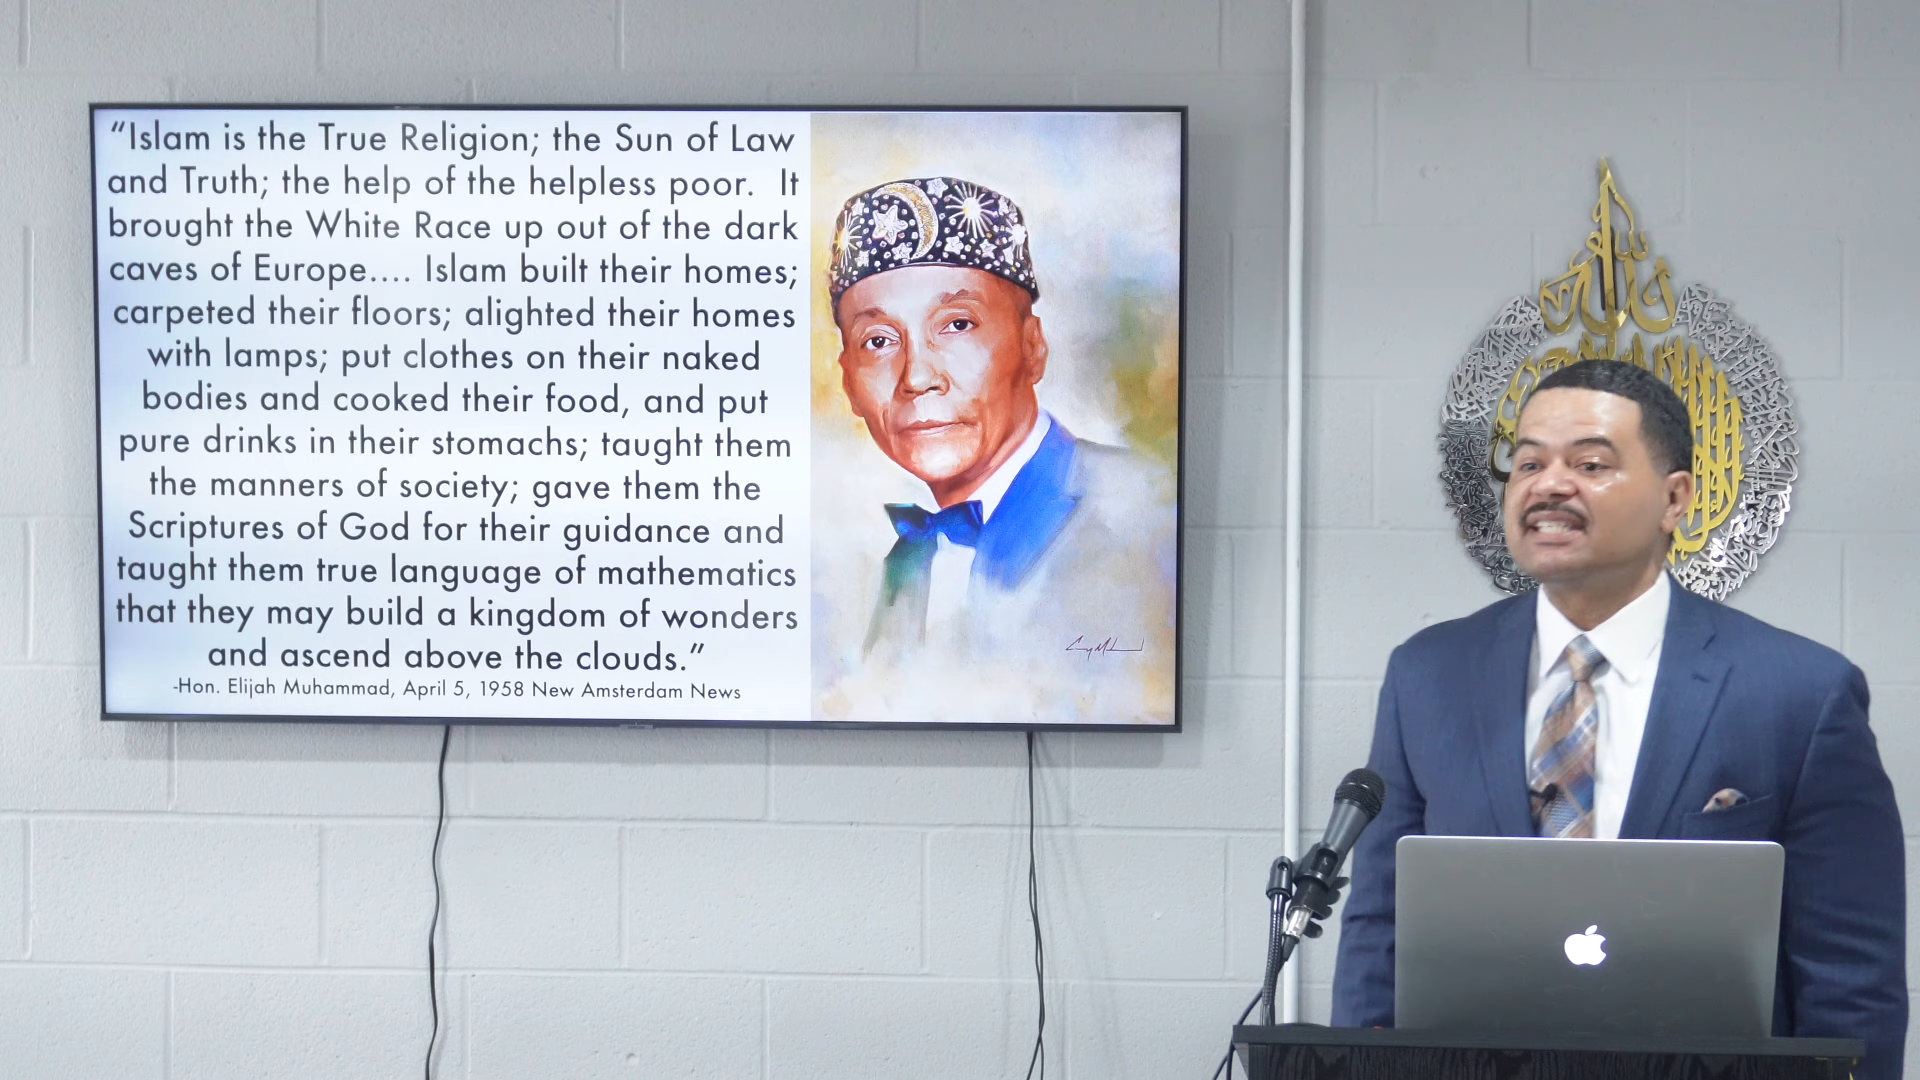 “Islam is the True Religion; the Sun of Law
and Truth; the help of the helpless poor. It
brought the White Race up out of the dark
caves of Europe.... Islam built their homes;
carpeted their floors; alighted their homes
with lamps; put clothes on their naked
bodies and cooked their food, and put
pure drinks in their stomachs; taught them
the manners of society; gave them the
Scriptures of God for their guidance and
taught them true language of mathematics
that they may build a kingdom of wonders
and ascend above the clouds.”
-Hon. Elijah Muhammad, April 5, 1958 New Amsterdam News